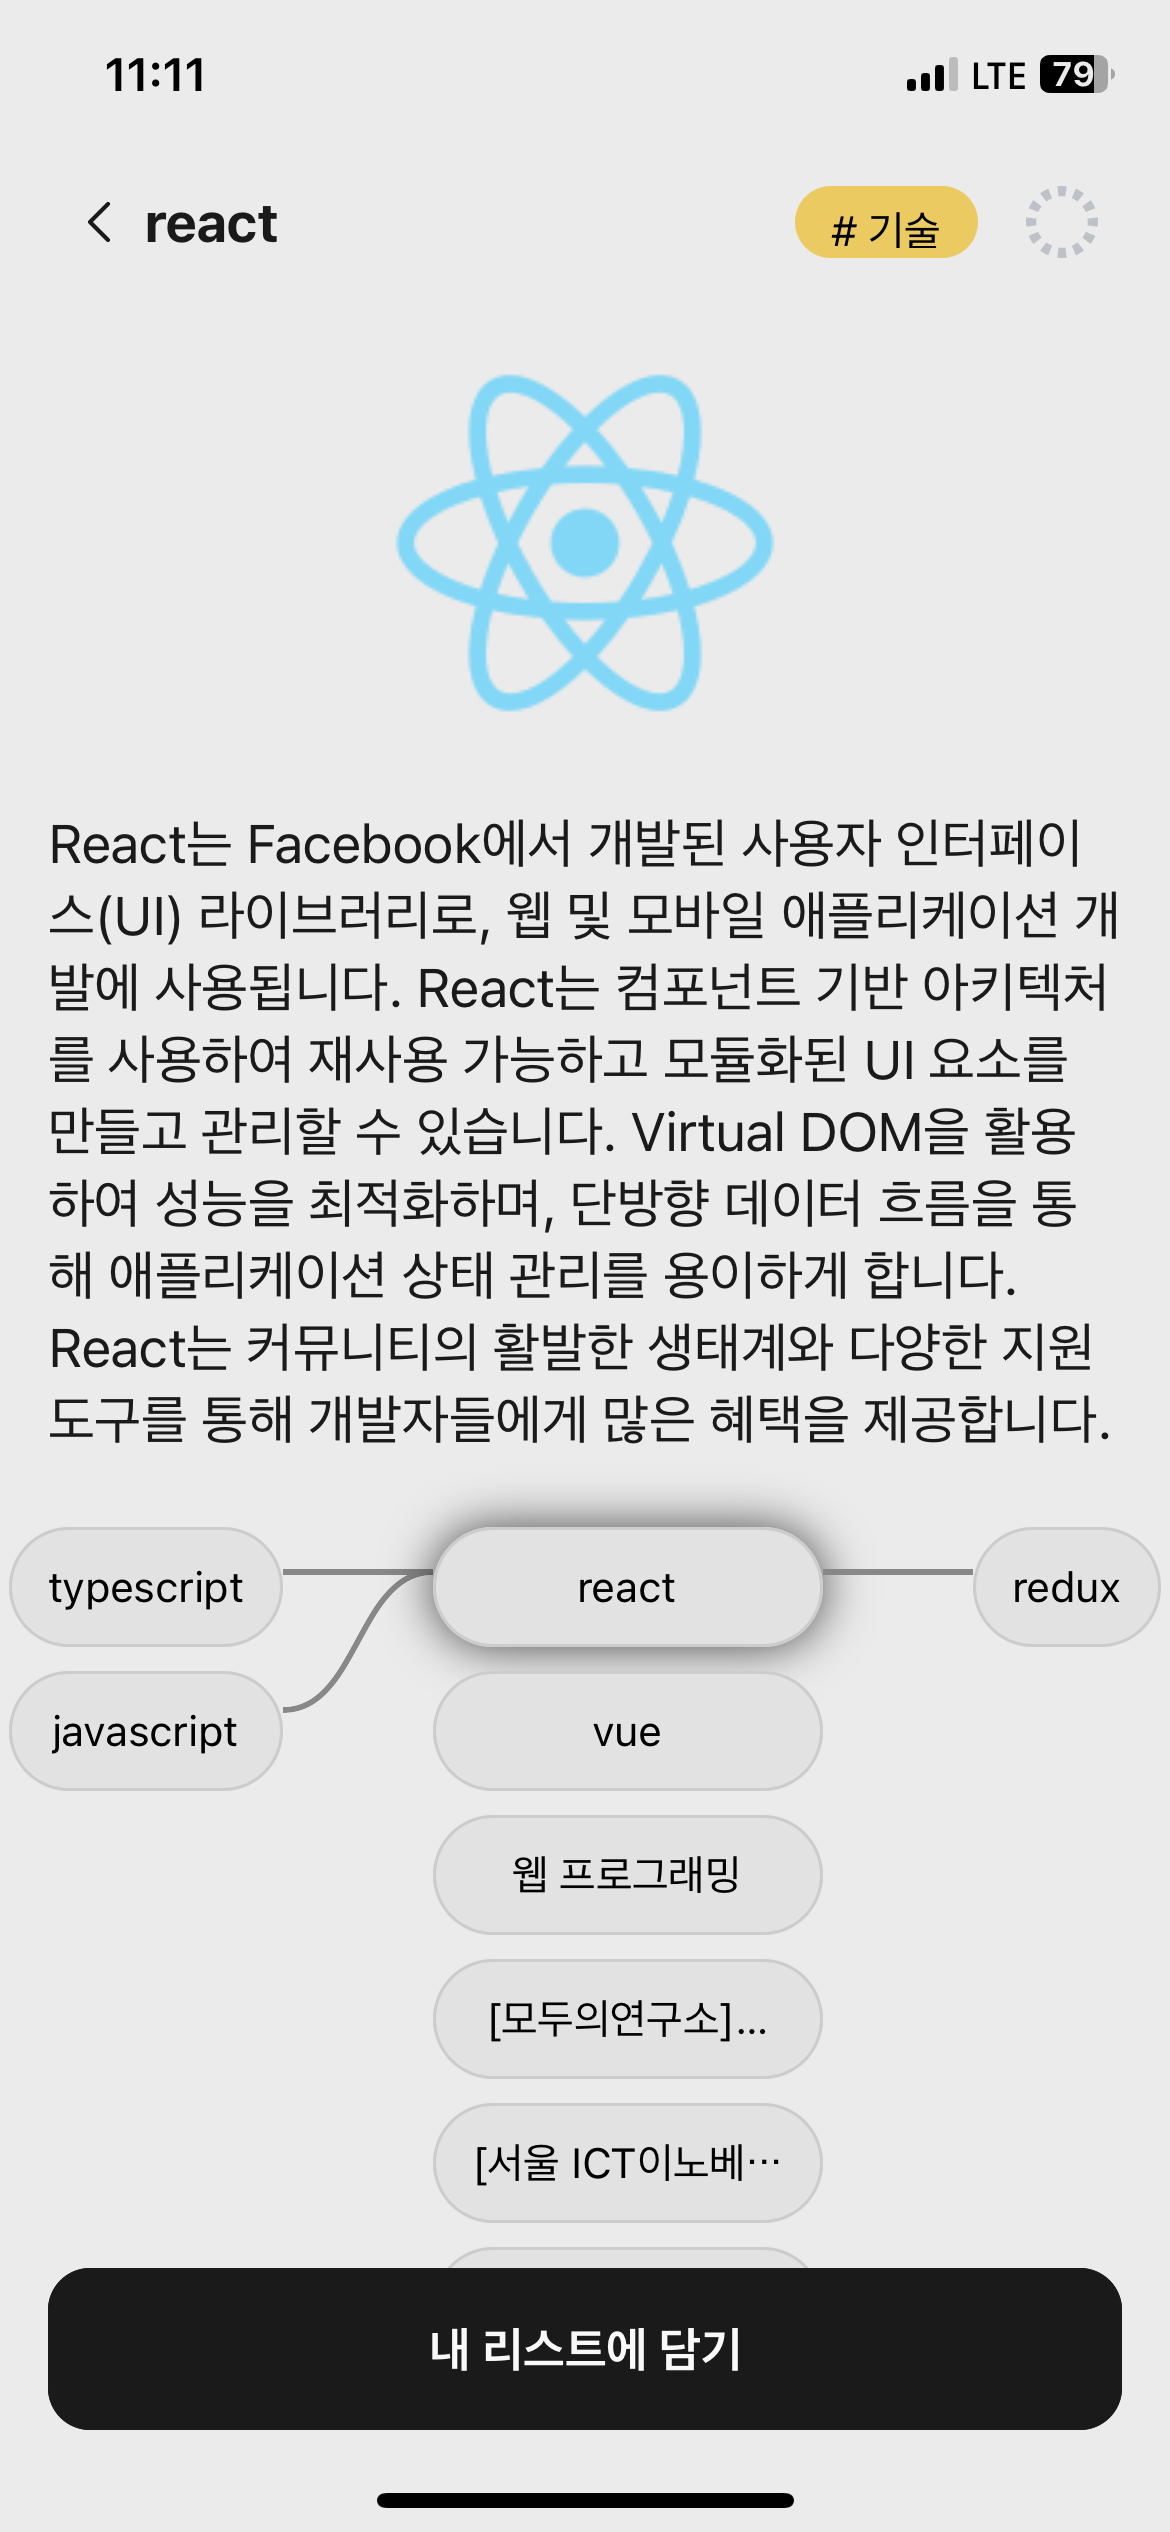 11:11
LTE 79
react
# 기술
React는 Facebook에서 개발된 사용자 인터페이
스(UI) 라이브러리로, 웹 및 모바일 애플리케이션 개
발에 사용됩니다. React는 컴포넌트 기반 아키텍처
를 사용하여 재사용 가능하고 모듈화된 UI 요소를
만들고 관리할 수 있습니다. Virtual DOM을 활용
하여 성능을 최적화하며, 단방향 데이터 흐름을 통
해 애플리케이션 상태 관리를 용이하게 합니다.
React는 커뮤니티의 활발한 생태계와 다양한 지원
도구를 통해 개발자들에게 많은 혜택을 제공합니다.
typescript react redux
javascript vue
웹 프로그래밍
[모두의연구소]...
[서울 ICT이노베…
내 리스트에 담기